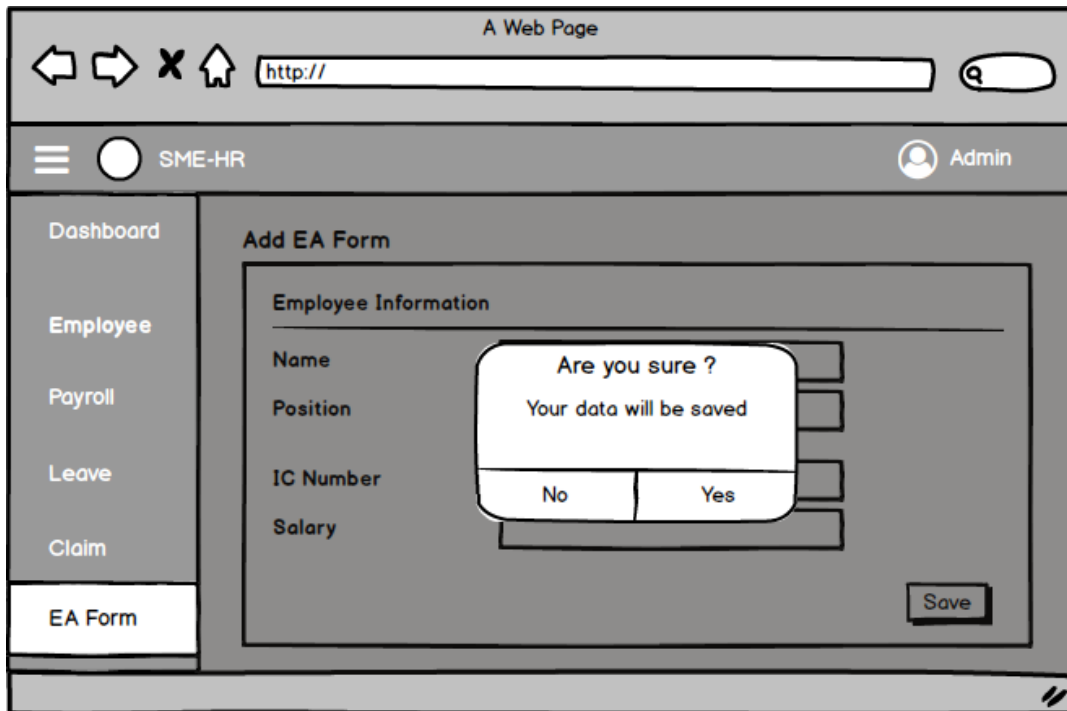 A Web Page
http://
SME-HR
Admin
Dashboard
Employee
Payroll
Leave
Claim
EA Form
Add EA Form
Employee Information
Name
Position
IC Number
Salary
Are you sure ?
Your data will be saved
No Yes
Save